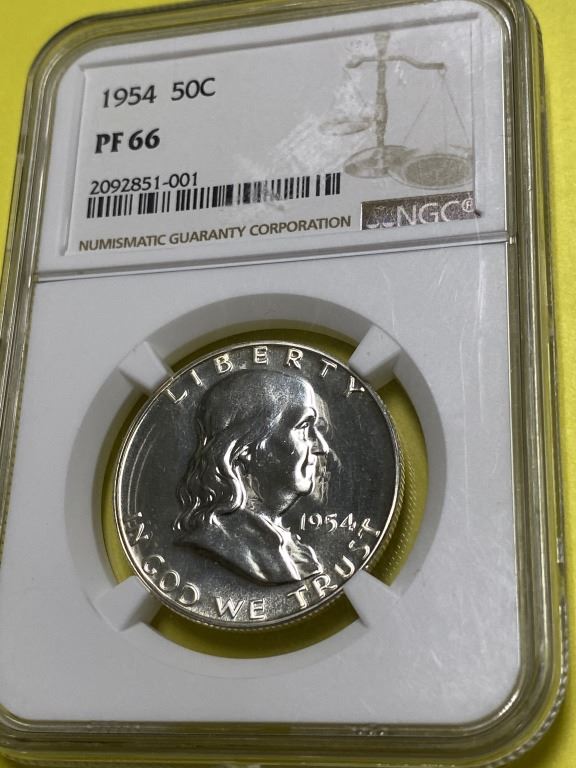 1954 50C
PF 66
2092851-001
NGC®
NUMISMATIC GUARANTY CORPORATION
LIBERTY
1954
IN GOD WE TRUST